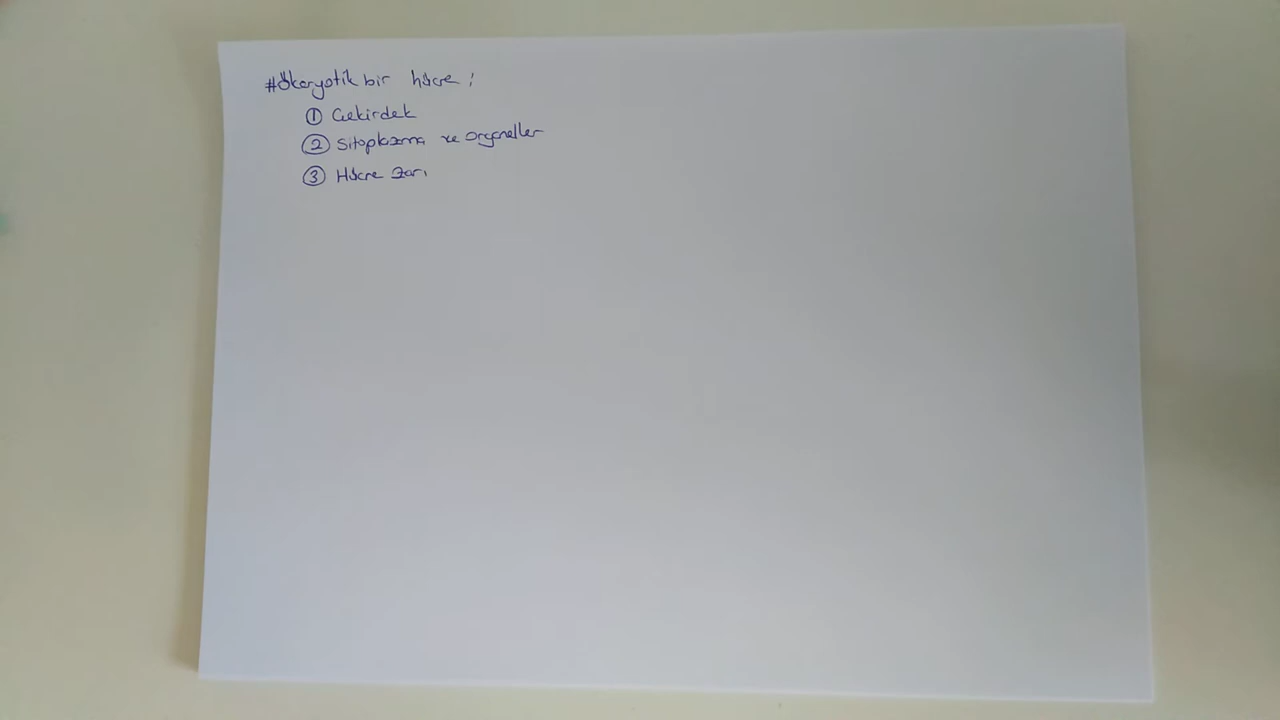 #Ökaryotik bir hücre :
① Çekirdek
② Sitoplazma ve organeller
③ Hücre zarı